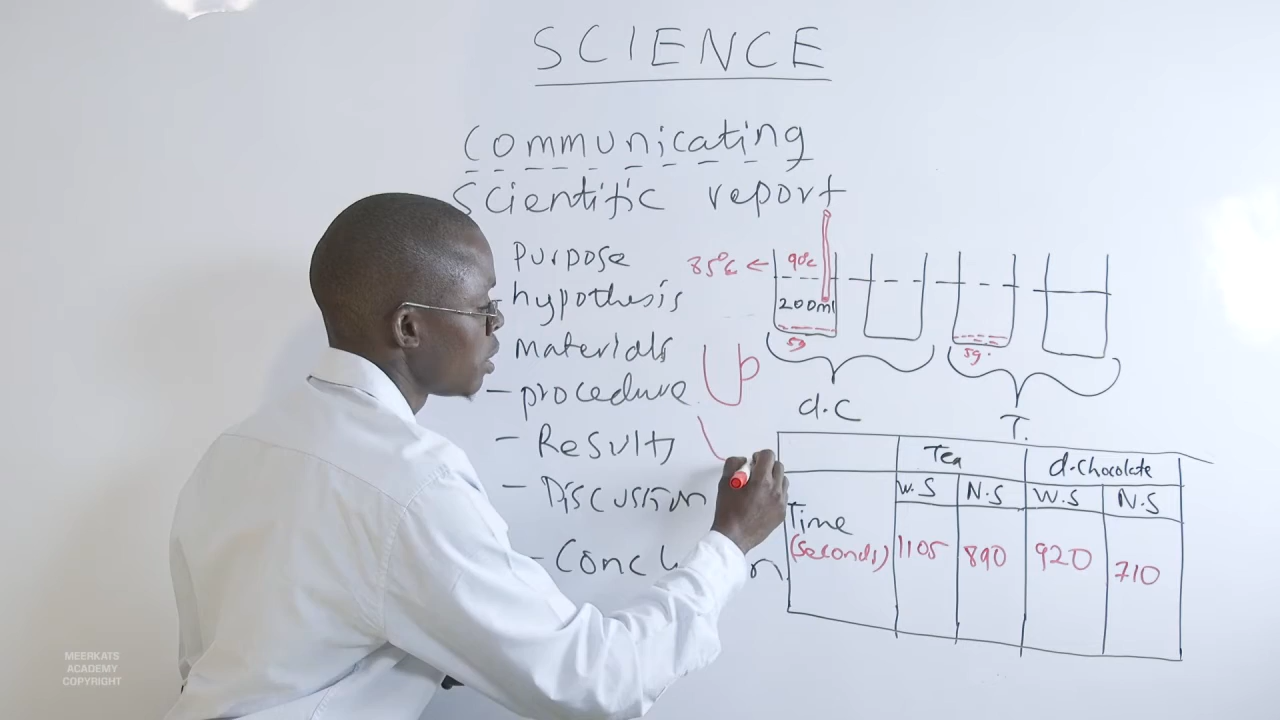 SCIENCE
Communicating
Scientific report
Purpose
- hypothesis
materials
- procedure
- Results
- Discussion
85°c ← 90°c
200ml
5g
5g.
d.C
T.
Tea
d.chocolate
W.S N.S W.S N.S
Time
(seconds) 1105 890 920 710
MEERKATS
ACADEMY
COPYRIGHT